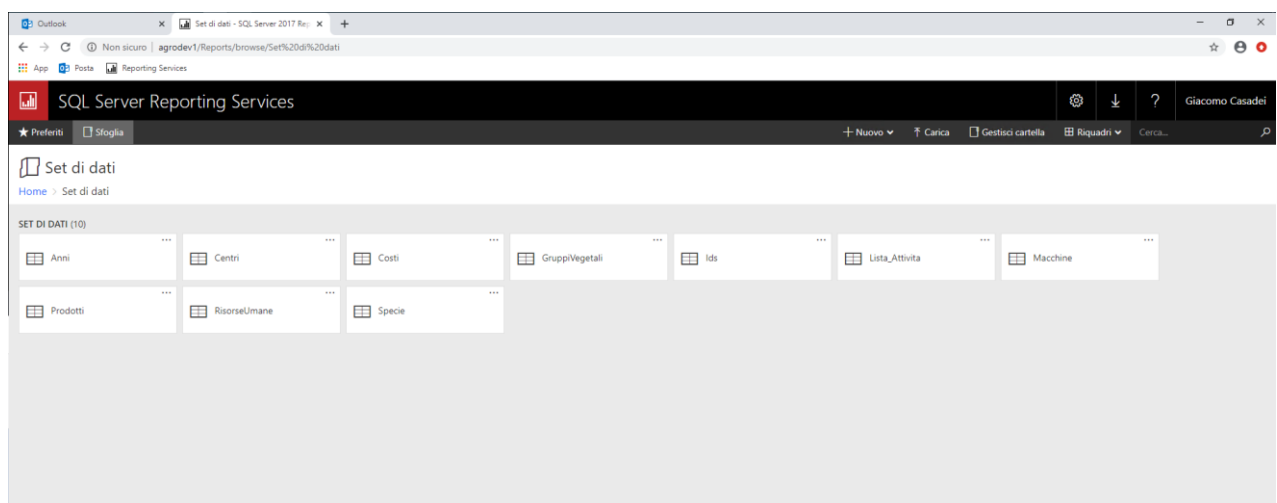 Outlook
Set di dati - SQL Server 2017 Rep
Non sicuro | agrodev1/Reports/browse/Set%20di%20dati
App Posta Reporting Services
SQL Server Reporting Services ? Giacomo Casadei
Preferiti Sfoglia + Nuovo Carica Gestisci cartella Riquadri Cerca...
Set di dati
Home > Set di dati
SET DI DATI (10)
Anni Centri Costi GruppiVegetali Ids Lista_Attivita Macchine
Prodotti RisorseUmane Specie